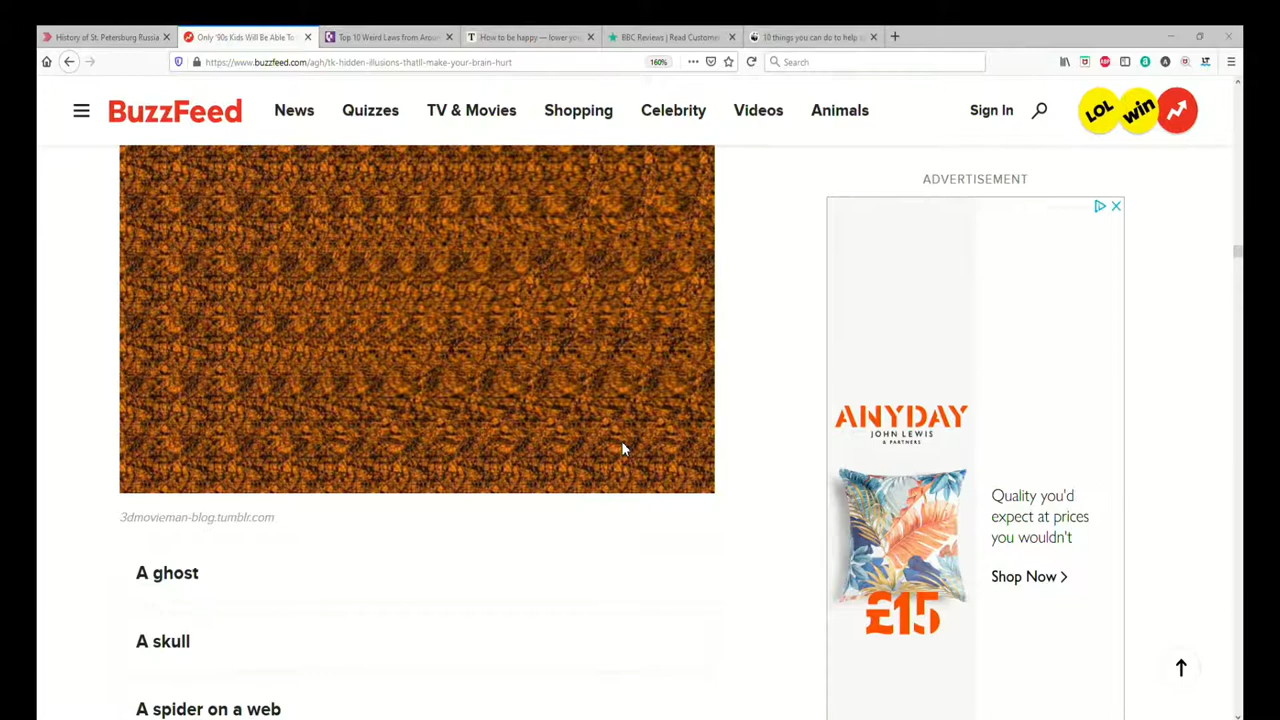 History of St. Petersburg Russia
Only '90s Kids Will Be Able To
Top 10 Weird Laws from Arou
How to be happy — lower you
BBC Reviews | Read Custome
10 things you can do to help
https://www.buzzfeed.com/agh/tk-hidden-illusions-thatll-make-your-brain-hurt
160%
Search
BuzzFeed
News
Quizzes
TV & Movies
Shopping
Celebrity
Videos
Animals
Sign In
LOL
win
ADVERTISEMENT
ANYDAY
JOHN LEWIS
& PARTNERS
Quality you'd
expect at prices
you wouldn't
Shop Now
£15
3dmovieman-blog.tumblr.com
A ghost
A skull
A spider on a web